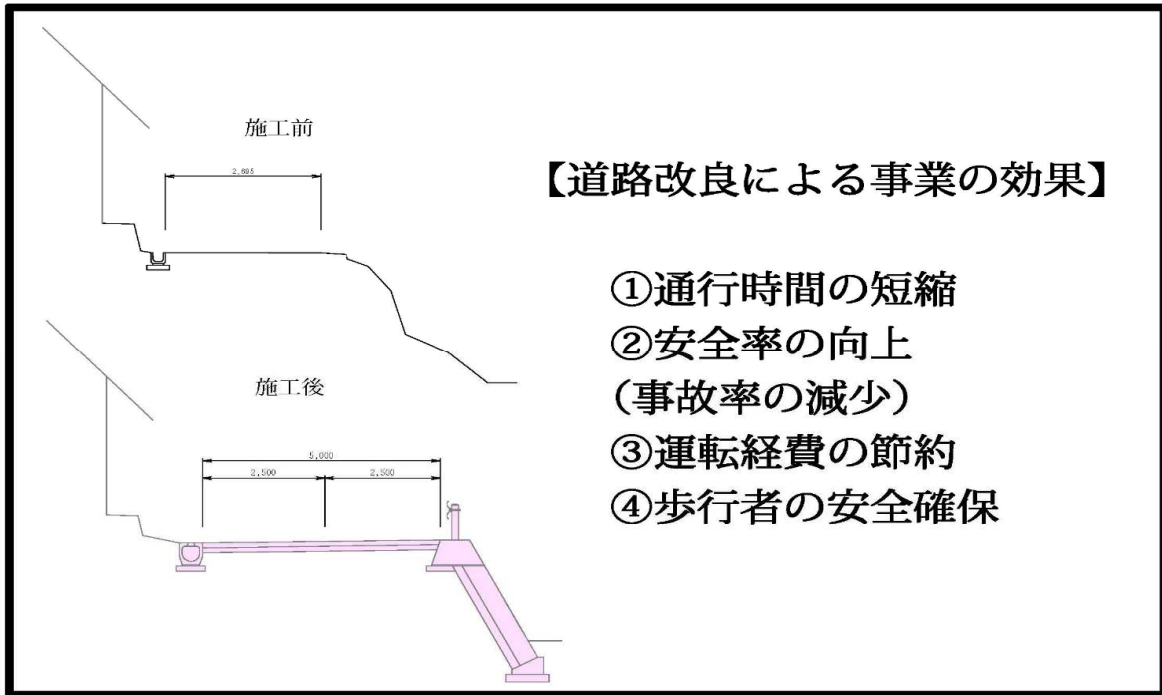 施工前
2,695
【道路改良による事業の効果】
①通行時間の短縮
②安全率の向上
（事故率の減少）
③運転経費の節約
④歩行者の安全確保
施工後
5,000
2,500
2,500